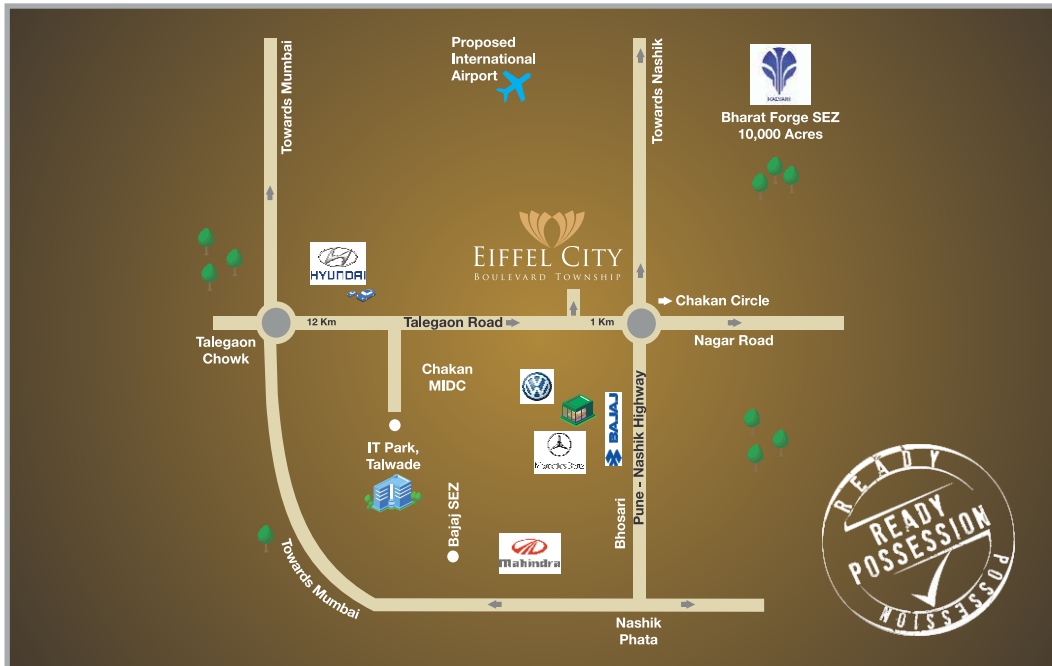 Towards Mumbai
Proposed
International
Airport
Towards Nashik
KALYANI
Bharat Forge SEZ
10,000 Acres
EIFFEL CITY
BOULEVARD TOWNSHIP
HYUNDAI
Chakan Circle
12 Km
Talegaon Road
1 Km
Talegaon
Chowk
Nagar Road
Chakan
MIDC
Mercedes-Benz
BAJAJ
Pune - Nashik Highway
IT Park,
Talwade
Bajaj SEZ
Bhosari
Mahindra
Towards Mumbai
Nashik
Phata
READY
READY
POSSESSION
POSSESSION